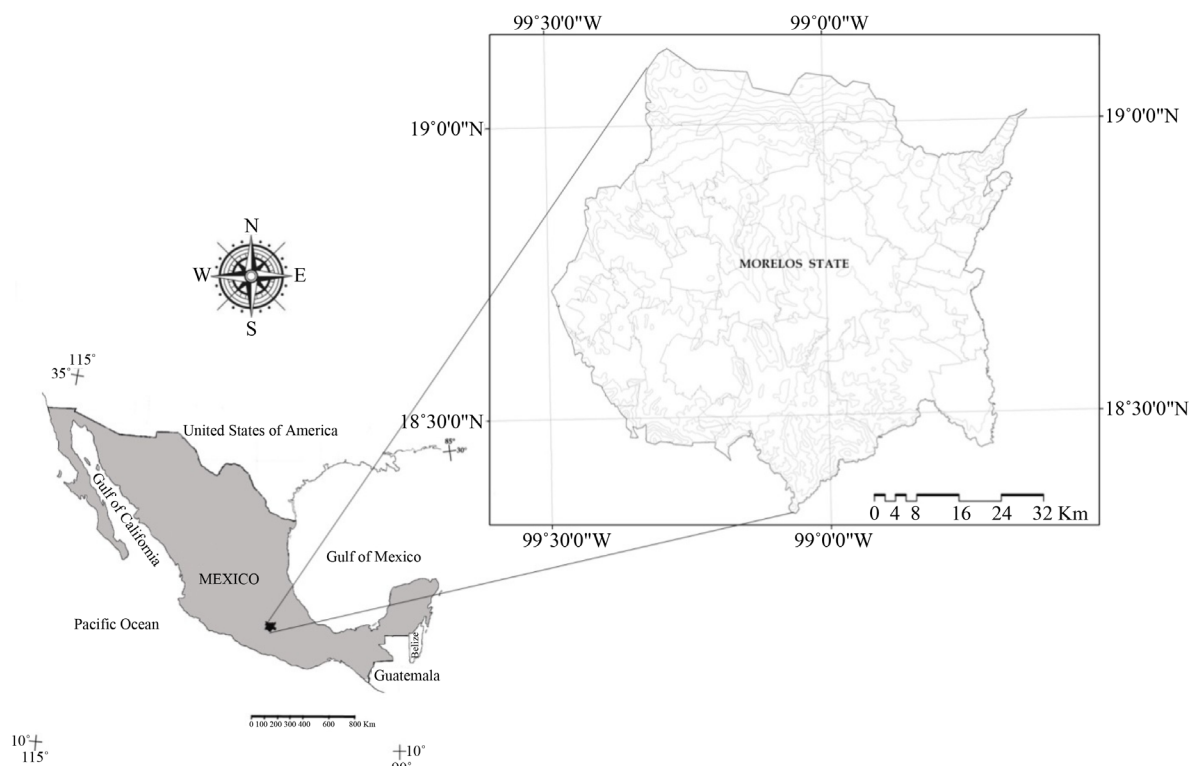 99°30'0"W
99°0'0"W
19°0'0"N
19°0'0"N
MORELOS STATE
N
W
E
S
115°
35°
18°30'0"N
18°30'0"N
United States of America
85°
30°
0 4 8 16 24 32 Km
99°30'0"W
99°0'0"W
Gulf of California
Gulf of Mexico
MEXICO
Pacific Ocean
Belize
Guatemala
0 100 200 300 400 600 800 Km
10°
115°
10°